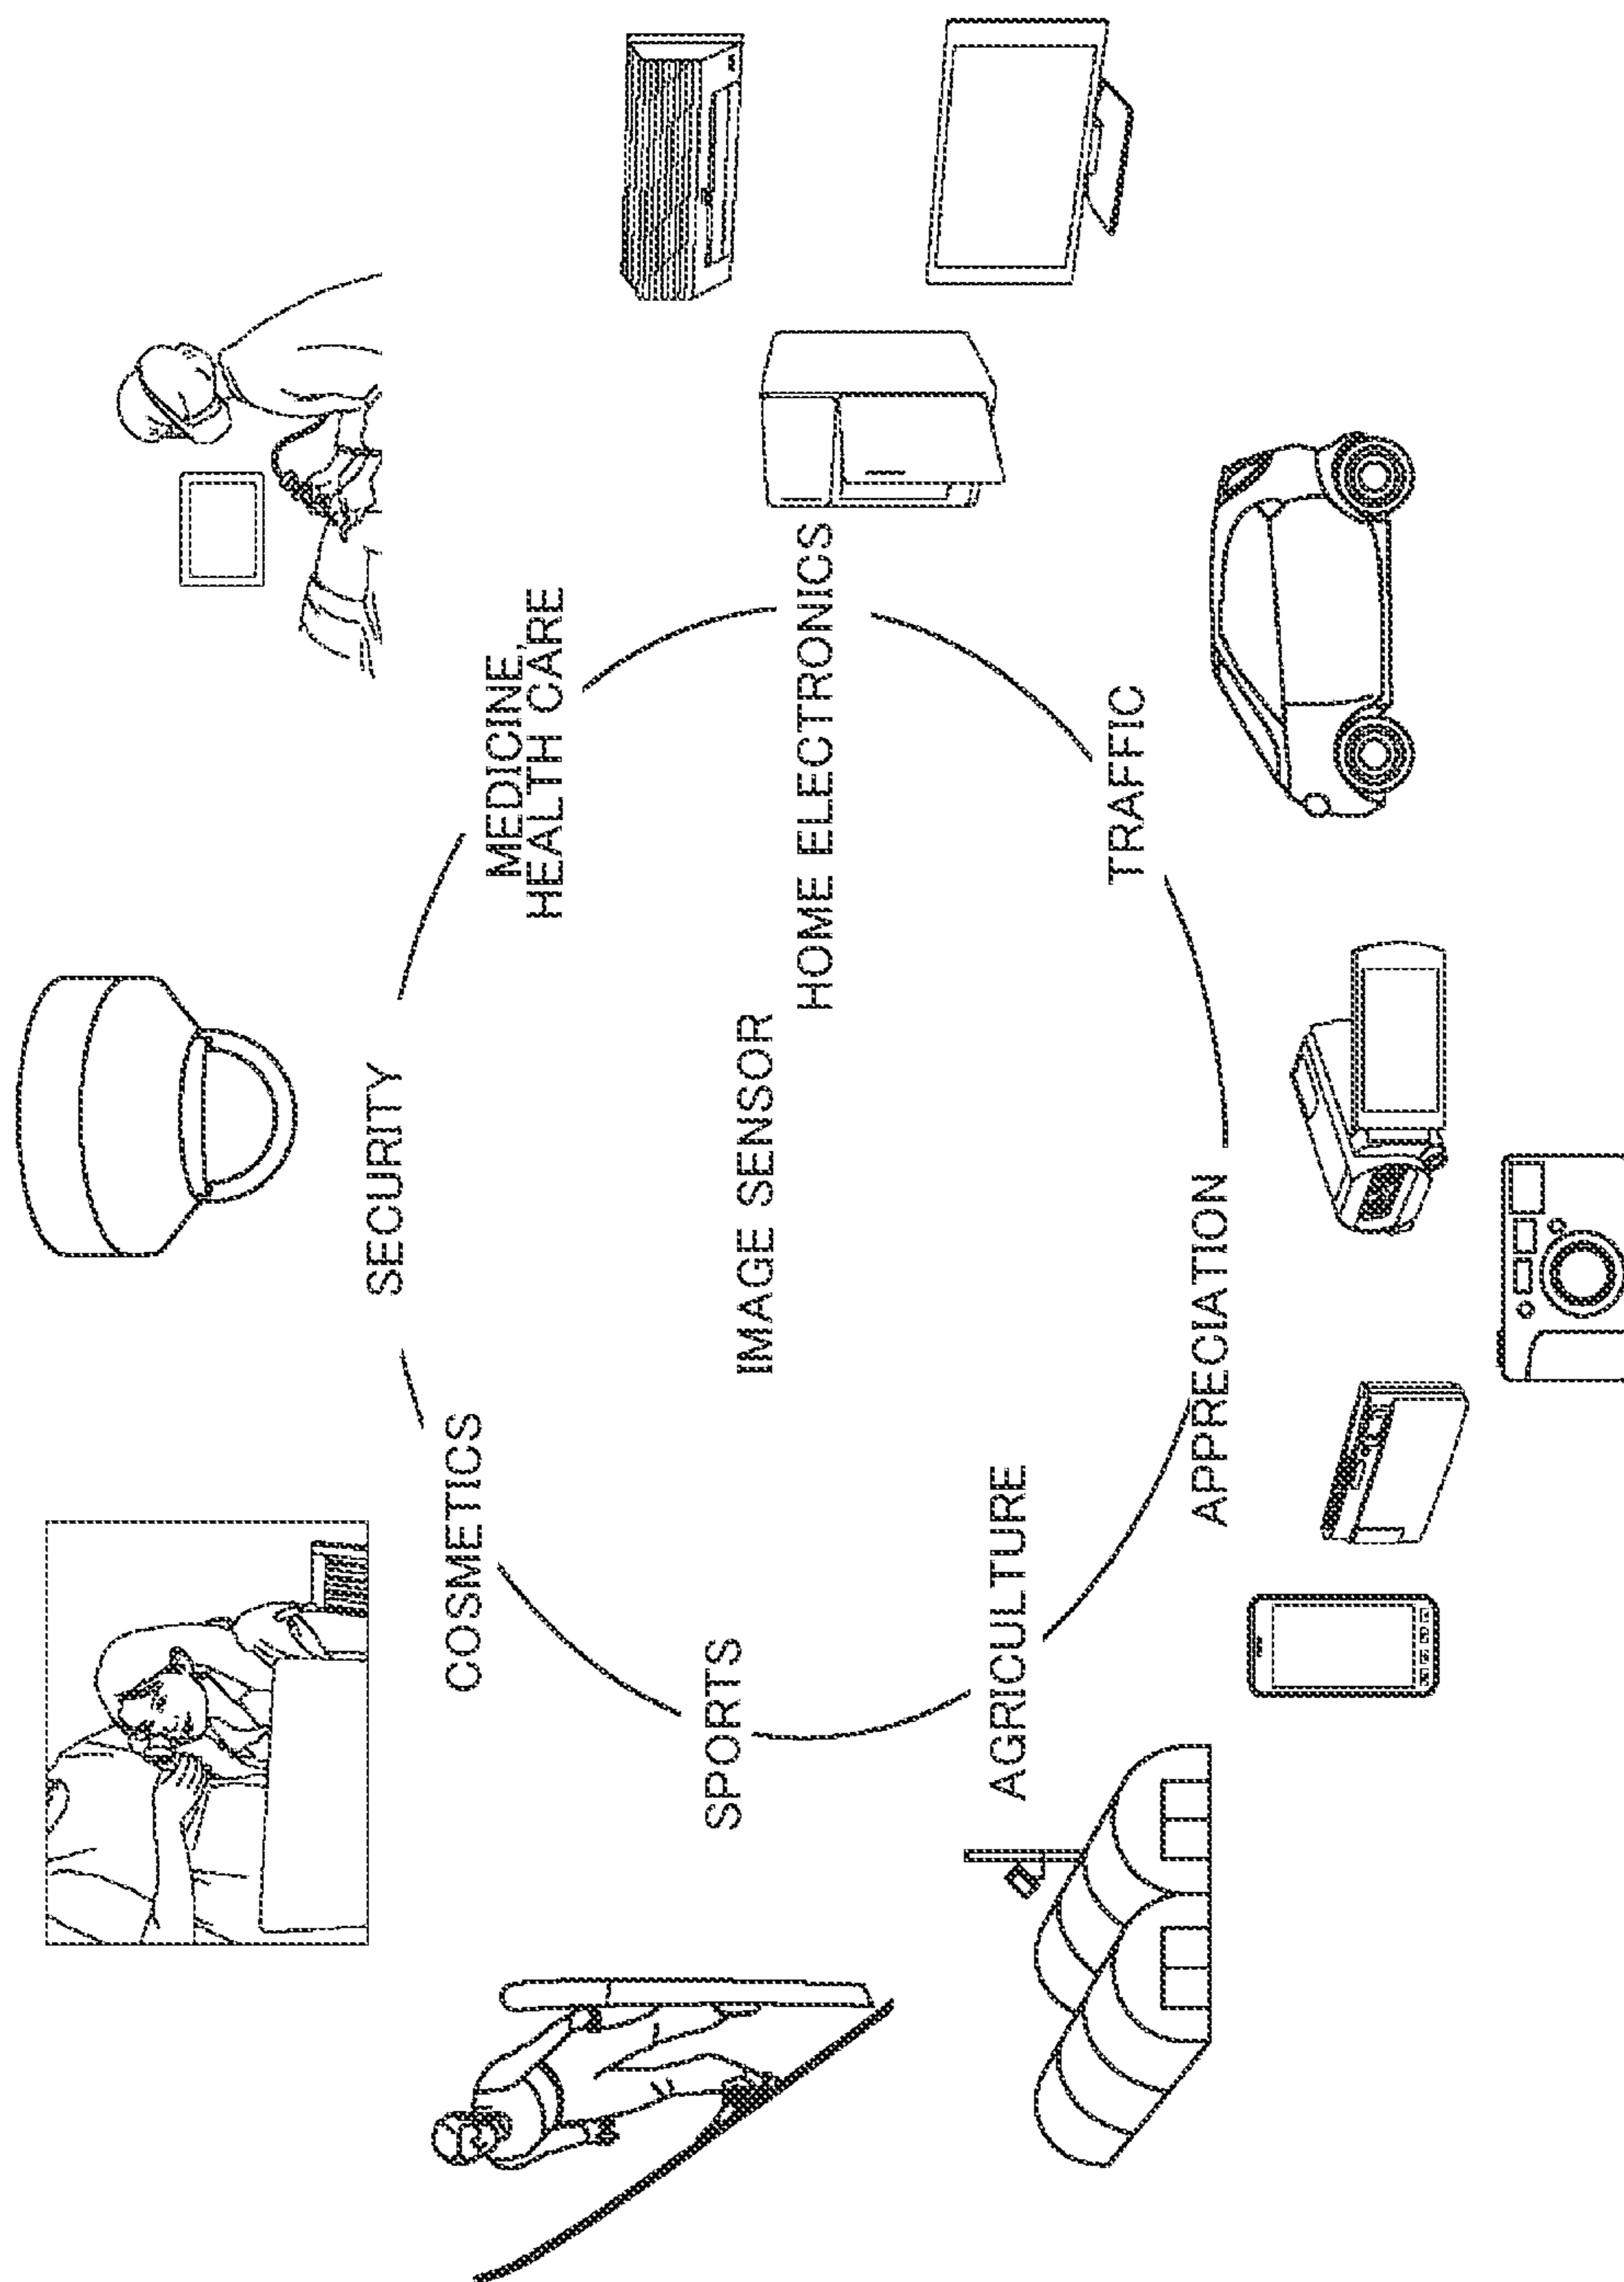 SECURITY
MEDICINE,
HEALTH CARE
HOME ELECTRONICS
TRAFFIC
APPRECIATION
AGRICULTURE
SPORTS
COSMETICS
IMAGE SENSOR